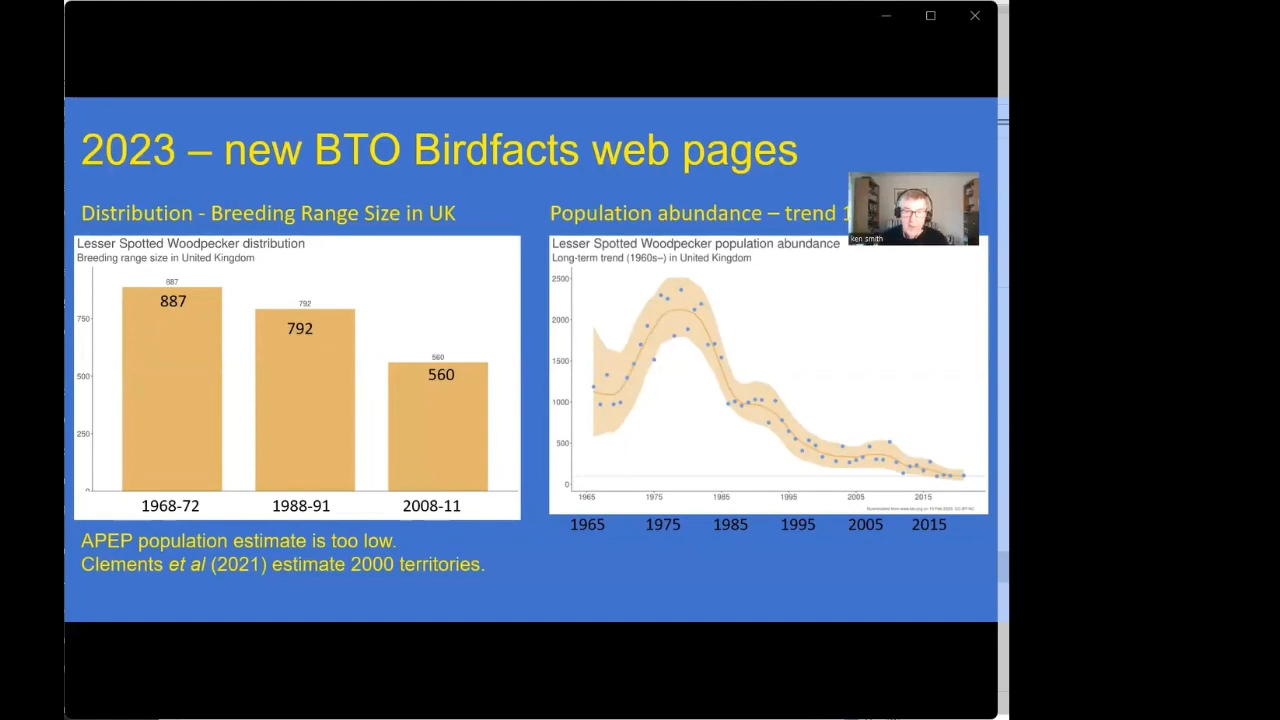 2023 – new BTO Birdfacts web pages
Distribution - Breeding Range Size in UK
Population abundance – trend
ken smith
Lesser Spotted Woodpecker distribution
Breeding range size in United Kingdom
887
887
792
792
560
560
750
500
250
0
1968-72 1988-91 2008-11
Lesser Spotted Woodpecker population abundance
Long-term trend (1960s–) in United Kingdom
2500
2000
1500
1000
500
0
1965 1975 1985 1995 2005 2015
1965 1975 1985 1995 2005 2015
APEP population estimate is too low.
Clements et al (2021) estimate 2000 territories.